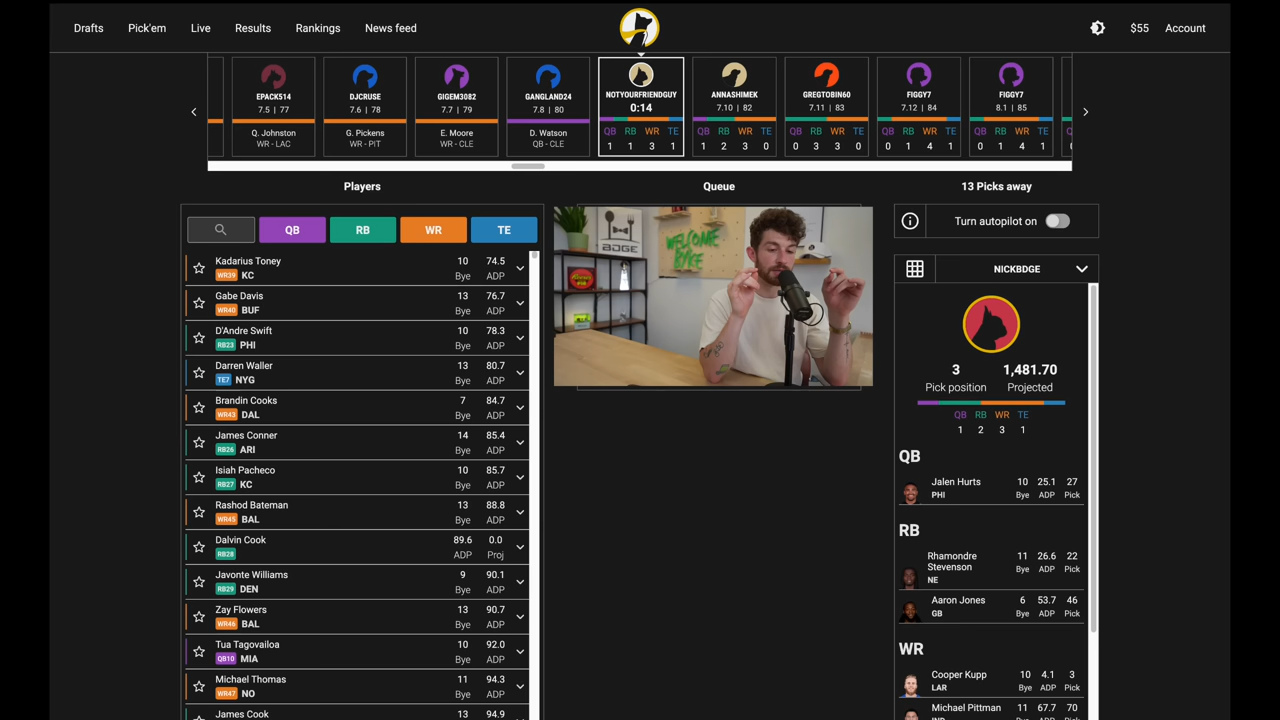 Drafts Pick'em Live Results Rankings News feed $55 Account
EPACKS14
7.5 | 77
Q. Johnston
WR - LAC
DJCRUSE
7.6 | 78
G. Pickens
WR - PIT
GIGEM3082
7.7 | 79
E. Moore
WR - CLE
GANGLAND24
7.8 | 80
D. Watson
QB - CLE
NOTYOURFRIENDGUY
0:14
QB RB WR TE
1 1 3 1
ANNASHIMEK
7.10 | 82
QB RB WR TE
1 2 3 0
GREGTOBIN60
7.11 | 83
QB RB WR TE
0 3 3 0
FIGGY7
7.12 | 84
QB RB WR TE
0 1 4 1
FIGGY7
8.1 | 85
QB RB WR TE
0 1 4 1
Players
QB RB WR TE
Kadarius Toney 10 74.5
WR39 KC Bye ADP
Gabe Davis 13 76.7
WR40 BUF Bye ADP
D'Andre Swift 10 78.3
RB23 PHI Bye ADP
Darren Waller 13 80.7
TE7 NYG Bye ADP
Brandin Cooks 7 84.7
WR43 DAL Bye ADP
James Conner 14 85.4
RB26 ARI Bye ADP
Isiah Pacheco 10 85.7
RB27 KC Bye ADP
Rashod Bateman 13 88.8
WR45 BAL Bye ADP
Dalvin Cook 89.6 0.0
RB28 ADP Proj
Javonte Williams 9 90.1
RB29 DEN Bye ADP
Zay Flowers 13 90.7
WR46 BAL Bye ADP
Tua Tagovailoa 10 92.0
QB10 MIA Bye ADP
Michael Thomas 11 94.3
WR47 NO Bye ADP
James Cook 13 94.9
Queue
BDGE
WELCOME
BYKE
13 Picks away
Turn autopilot on
NICKBDGE
3 1,481.70
Pick position Projected
QB RB WR TE
1 2 3 1
QB
Jalen Hurts 10 25.1 27
PHI Bye ADP Pick
RB
Rhamondre 11 26.6 22
Stevenson Bye ADP Pick
NE
Aaron Jones 6 53.7 46
GB Bye ADP Pick
WR
Cooper Kupp 10 4.1 3
LAR Bye ADP Pick
Michael Pittman 11 67.7 70